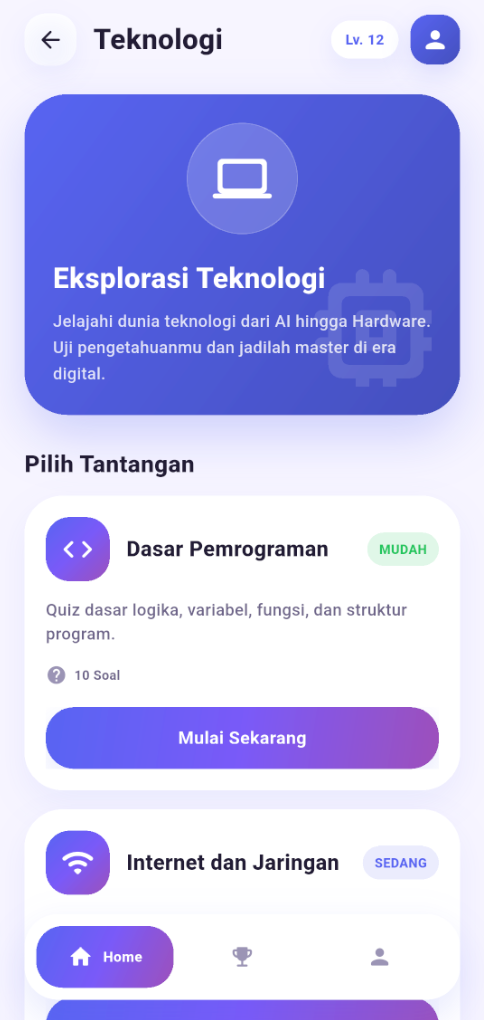 Teknologi
Lv. 12
Eksplorasi Teknologi
Jelajahi dunia teknologi dari AI hingga Hardware.
Uji pengetahuanmu dan jadilah master di era
digital.
Pilih Tantangan
Dasar Pemrograman
MUDAH
Quiz dasar logika, variabel, fungsi, dan struktur
program.
10 Soal
Mulai Sekarang
Internet dan Jaringan
SEDANG
Home